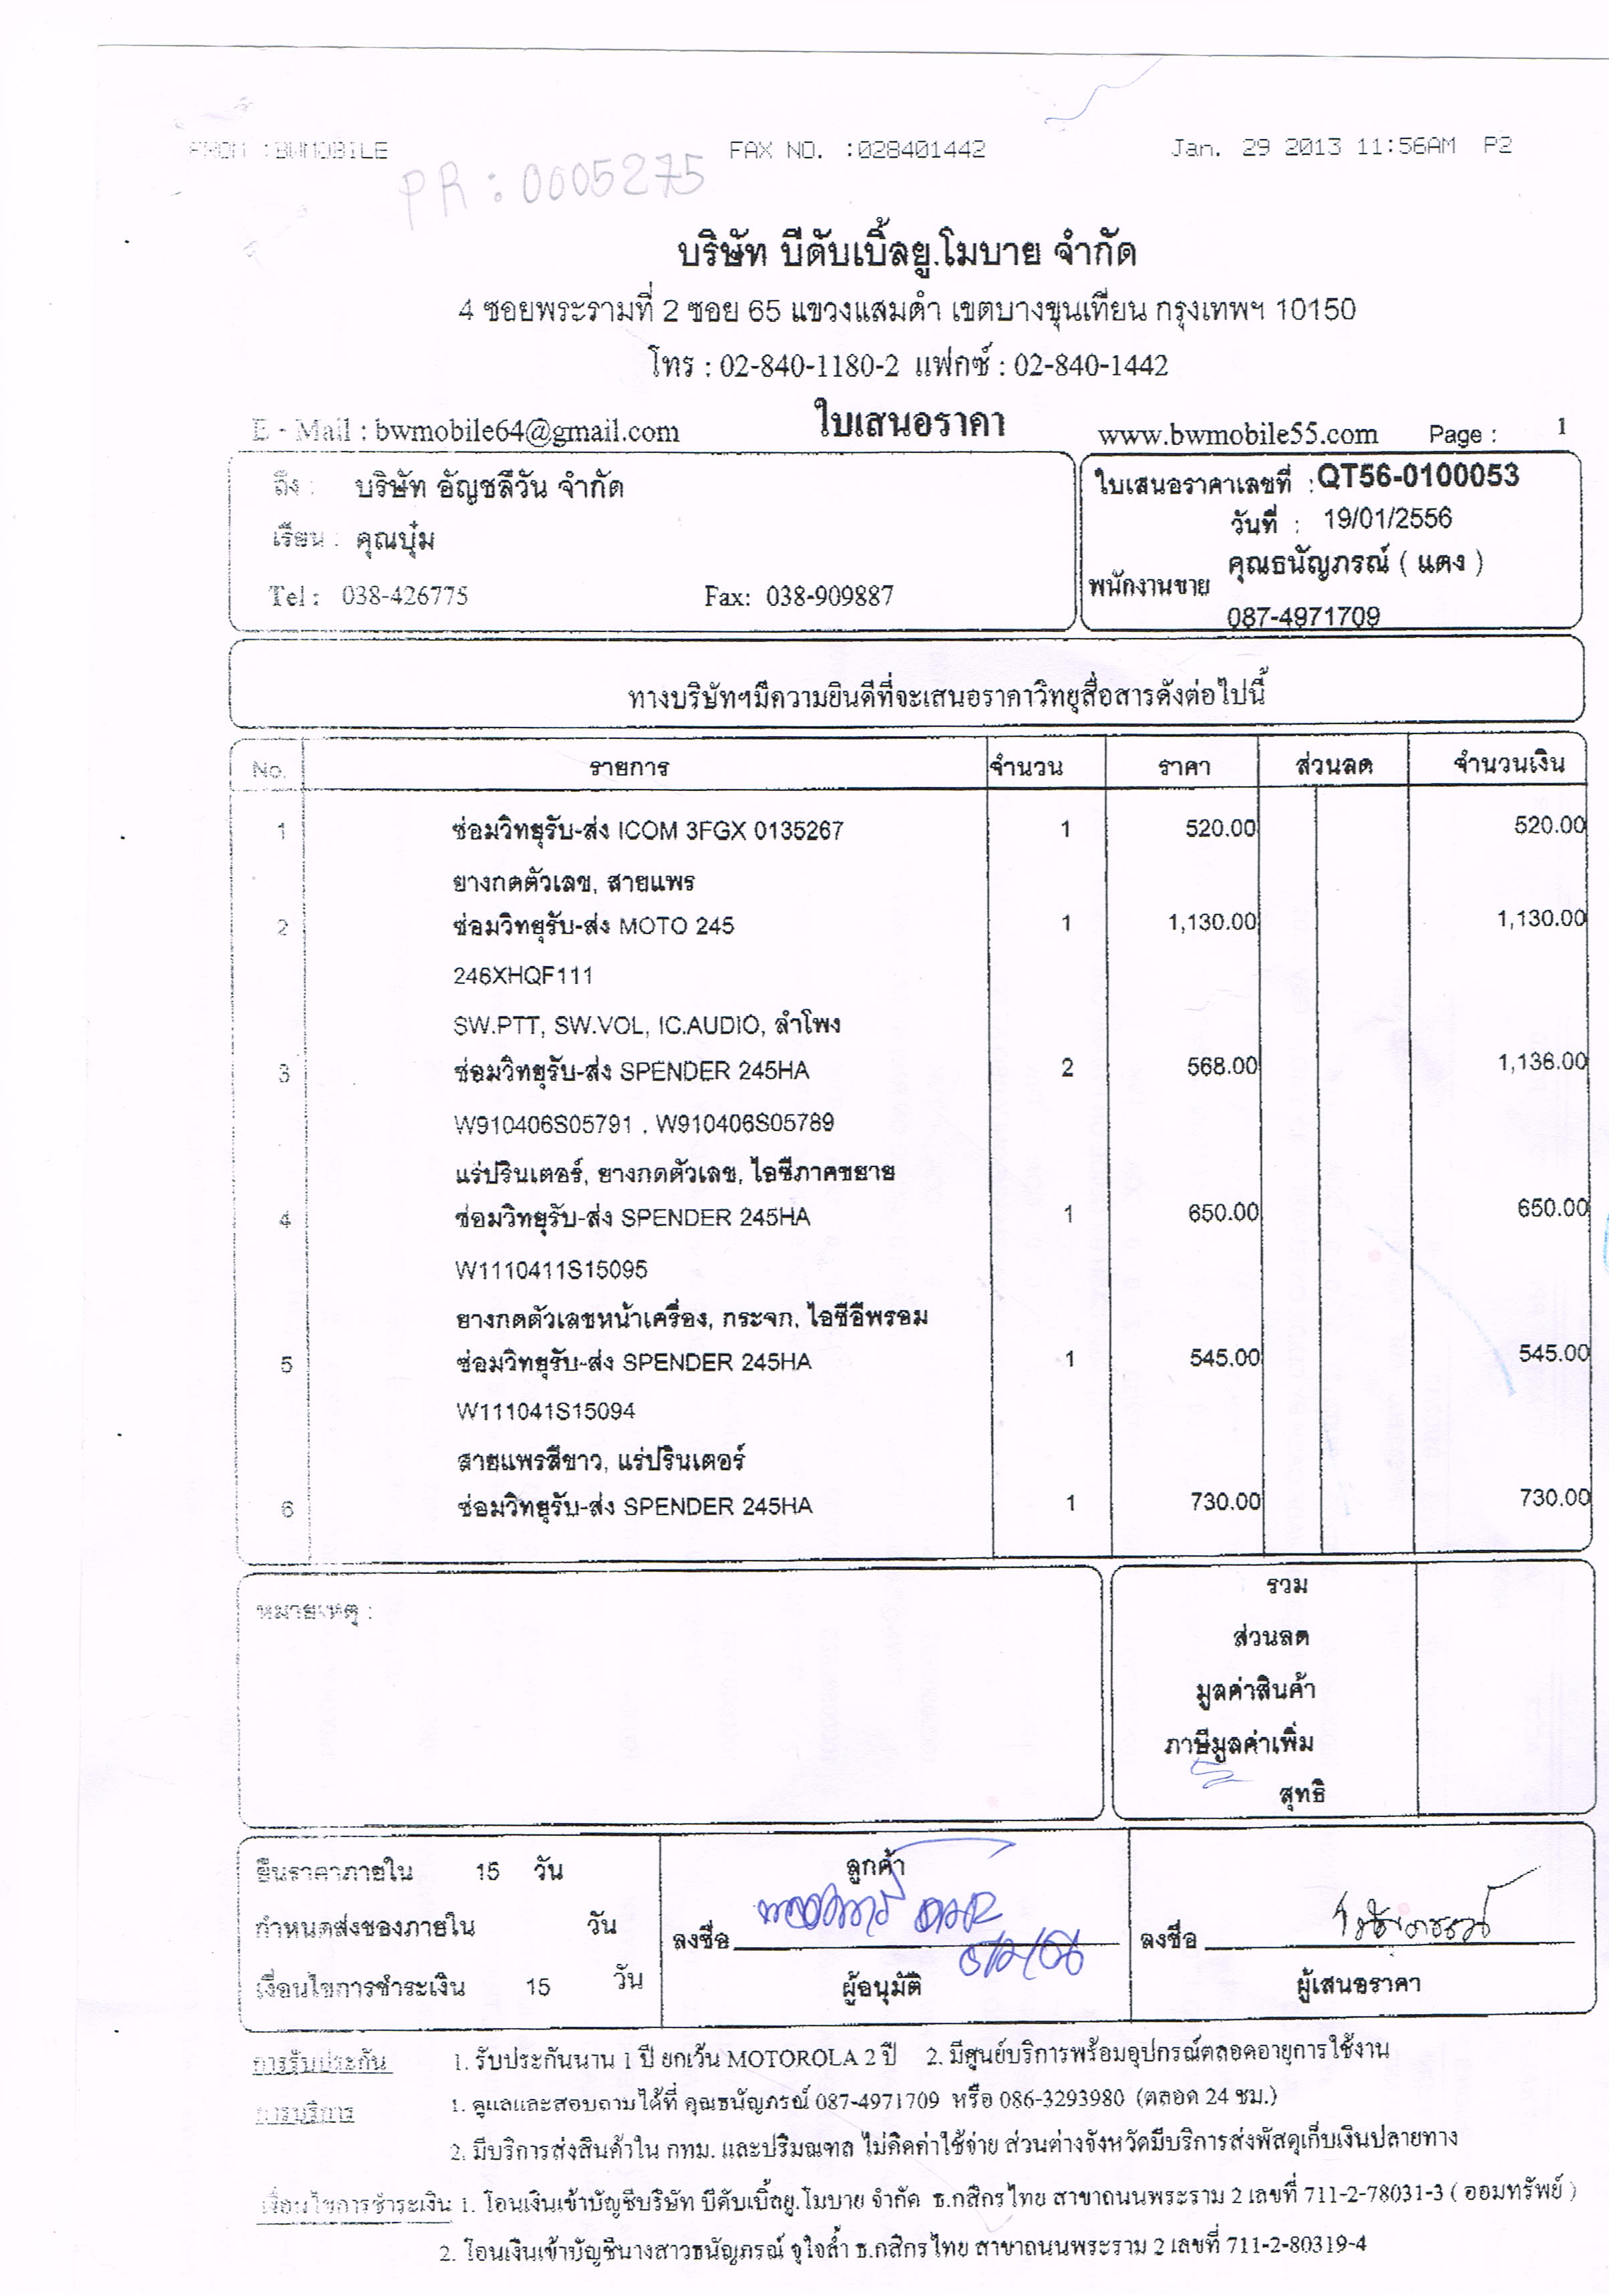 FROM :BWMOBILE FAX NO. :028401442 Jan. 29 2013 11:56AM P2
PR : 0005275
บริษัท บีดับเบิ้ลยู.โมบาย จำกัด
4 ซอยพระรามที่ 2 ซอย 65 แขวงแสมดำ เขตบางขุนเทียน กรุงเทพฯ 10150
โทร : 02-840-1180-2 แฟกซ์ : 02-840-1442
E - Mail : bwmobile64@gmail.com ใบเสนอราคา www.bwmobile55.com Page : 1
ถึง : บริษัท อัญชลีวัน จำกัด
เรียน : คุณบุ๋ม
Tel : 038-426775 Fax: 038-909887
ใบเสนอราคาเลขที่ : QT56-0100053
วันที่ : 19/01/2556
พนักงานขาย คุณธนัญภรณ์ ( แดง )
087-4971709
ทางบริษัทฯมีความยินดีที่จะเสนอราคาวิทยุสื่อสารดังต่อไปนี้
No. รายการ จำนวน ราคา ส่วนลด จำนวนเงิน
1 ซ่อมวิทยุรับ-ส่ง ICOM 3FGX 0135267 1 520.00 520.00
ยางกดตัวเลข, สายแพร
2 ซ่อมวิทยุรับ-ส่ง MOTO 245 1 1,130.00 1,130.00
246XHQF111
SW.PTT, SW.VOL, IC.AUDIO, ลำโพง
3 ซ่อมวิทยุรับ-ส่ง SPENDER 245HA 2 568.00 1,136.00
W910406S05791 , W910406S05789
แร่ปรินเตอร์, ยางกดตัวเลข, ไอซีภาคขยาย
4 ซ่อมวิทยุรับ-ส่ง SPENDER 245HA 1 650.00 650.00
W1110411S15095
ยางกดตัวเลขหน้าเครื่อง, กระจก, ไอซีอีพรอม
5 ซ่อมวิทยุรับ-ส่ง SPENDER 245HA 1 545.00 545.00
W111041S15094
สายแพรสีขาว, แร่ปรินเตอร์
6 ซ่อมวิทยุรับ-ส่ง SPENDER 245HA 1 730.00 730.00
หมายเหตุ :
รวม
ส่วนลด
มูลค่าสินค้า
ภาษีมูลค่าเพิ่ม
สุทธิ
ยืนราคาภายใน 15 วัน
กำหนดส่งของภายใน วัน
เงื่อนไขการชำระเงิน 15 วัน
ลูกค้า
ลงชื่อ
ผู้อนุมัติ
ลงชื่อ
ผู้เสนอราคา
การรับประกัน 1. รับประกันนาน 1 ปี ยกเว้น MOTOROLA 2 ปี 2. มีศูนย์บริการพร้อมอุปกรณ์ตลอดอายุการใช้งาน
การบริการ 1. ดูแลและสอบถามได้ที่ คุณธนัญภรณ์ 087-4971709 หรือ 086-3293980 (ตลอด 24 ชม.)
2. มีบริการส่งสินค้าใน กทม. และปริมณฑล ไม่คิดค่าใช้จ่าย ส่วนต่างจังหวัดมีบริการส่งพัสดุเก็บเงินปลายทาง
เงื่อนไขการชำระเงิน 1. โอนเงินเข้าบัญชีบริษัท บีดับเบิ้ลยู.โมบาย จำกัด ธ.กสิกรไทย สาขาถนนพระราม 2 เลขที่ 711-2-78031-3 ( ออมทรัพย์ )
2. โอนเงินเข้าบัญชีนางสาวธนัญภรณ์ จูใจล้ำ ธ.กสิกรไทย สาขาถนนพระราม 2 เลขที่ 711-2-80319-4